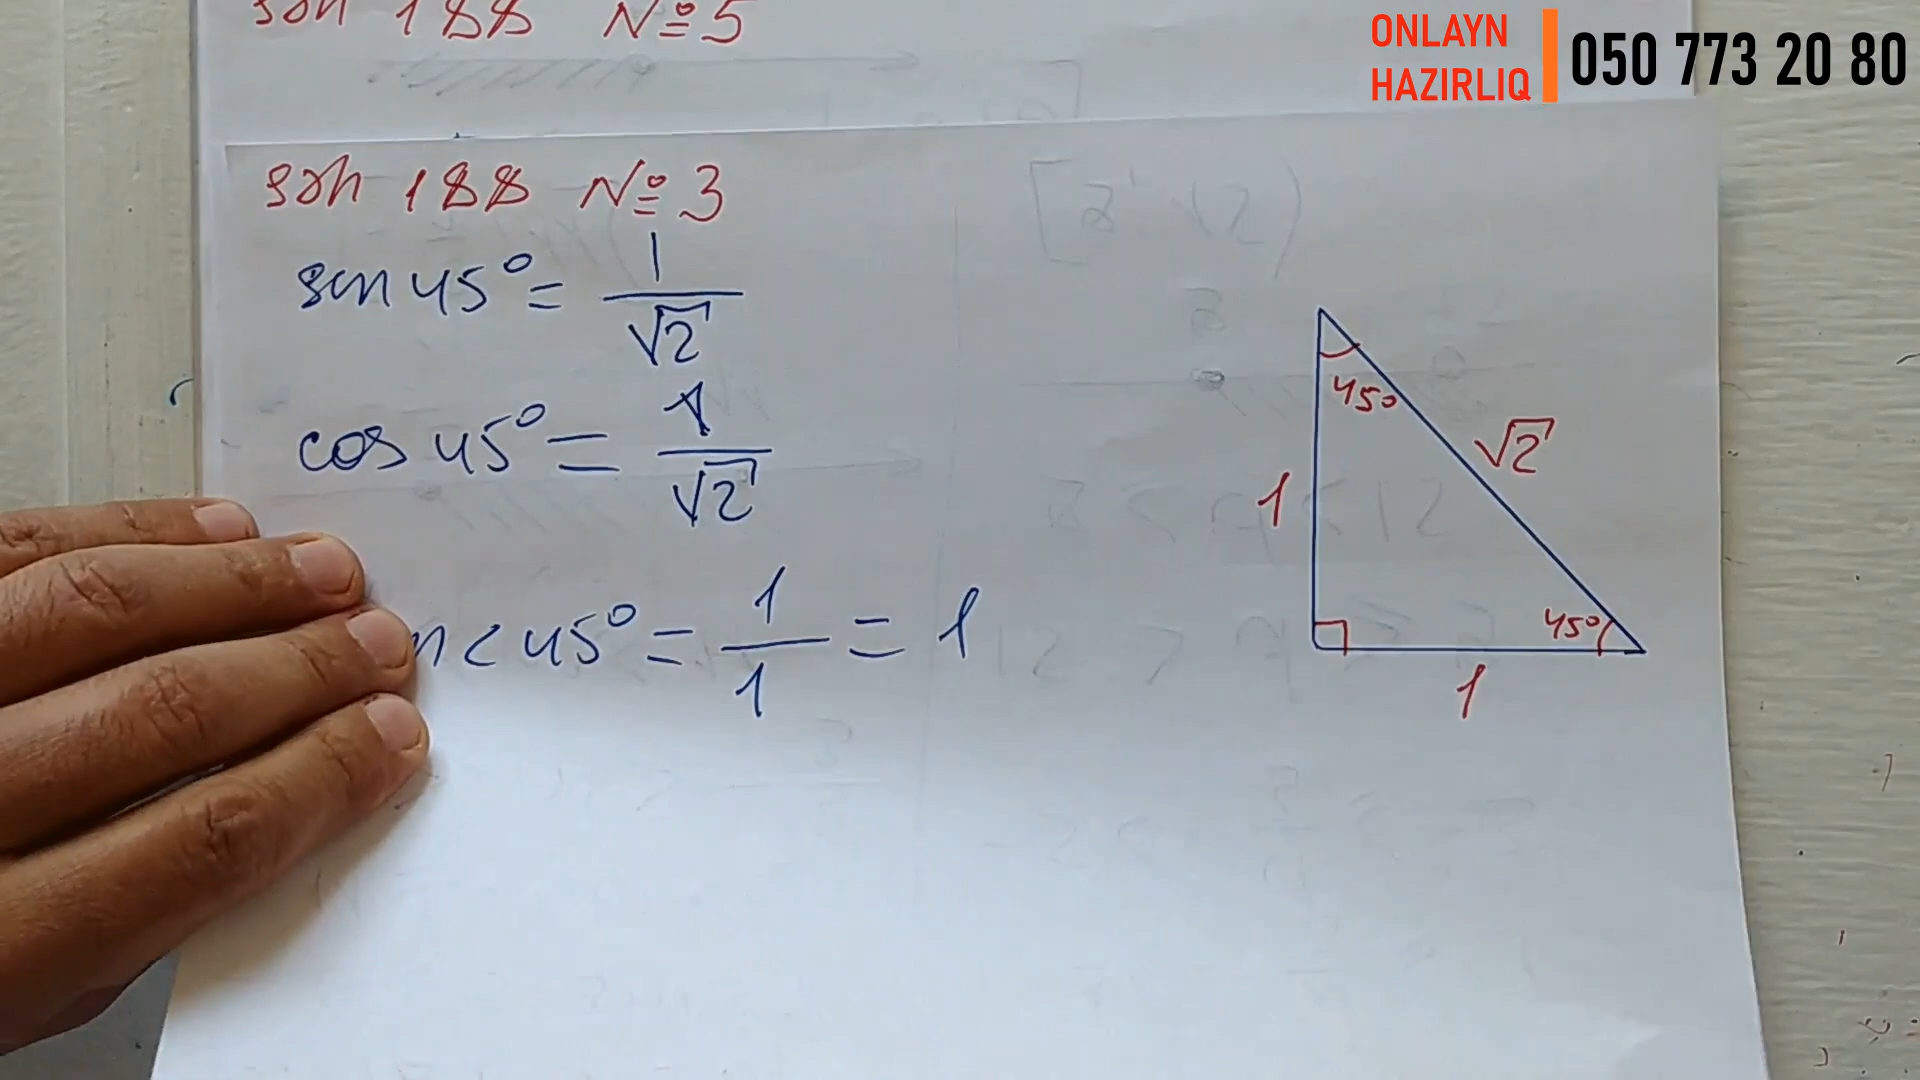 səh 188 №5
ONLAYN
HAZIRLIQ
050 773 20 80
səh 188 №3
sin 45° = 1/√2
cos 45° = 1/√2
45° = 1/1 = 1
45°
√2
1
45°
1